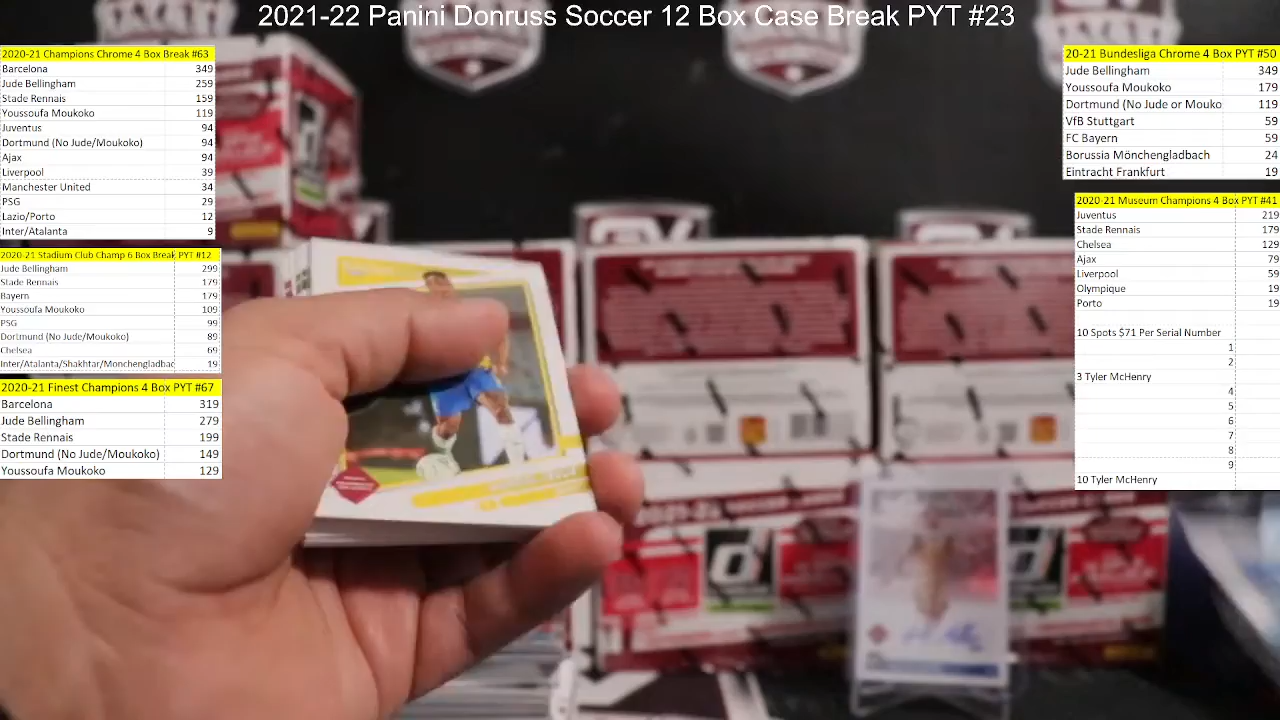 2021-22 Panini Donruss Soccer 12 Box Case Break PYT #23
2020-21 Champions Chrome 4 Box Break #63
Barcelona 349
Jude Bellingham 259
Stade Rennais 159
Youssoufa Moukoko 119
Juventus 94
Dortmund (No Jude/Moukoko) 94
Ajax 94
Liverpool 39
Manchester United 34
PSG 29
Lazio/Porto 12
Inter/Atalanta 9
2020-21 Stadium Club Champ 6 Box Break PYT #12
Jude Bellingham 299
Stade Rennais 179
Bayern 179
Youssoufa Moukoko 109
PSG 99
Dortmund (No Jude/Moukoko) 89
Chelsea 69
Inter/Atalanta/Shakhtar/Monchengladbac 19
2020-21 Finest Champions 4 Box PYT #67
Barcelona 319
Jude Bellingham 279
Stade Rennais 199
Dortmund (No Jude/Moukoko) 149
Youssoufa Moukoko 129
20-21 Bundesliga Chrome 4 Box PYT #50
Jude Bellingham 349
Youssoufa Moukoko 179
Dortmund (No Jude or Mouko 119
VfB Stuttgart 59
FC Bayern 59
Borussia Mönchengladbach 24
Eintracht Frankfurt 19
2020-21 Museum Champions 4 Box PYT #41
Juventus 219
Stade Rennais 179
Chelsea 129
Ajax 79
Liverpool 59
Olympique 19
Porto 19
10 Spots $71 Per Serial Number
1
2
3 Tyler McHenry
4
5
6
7
8
9
10 Tyler McHenry